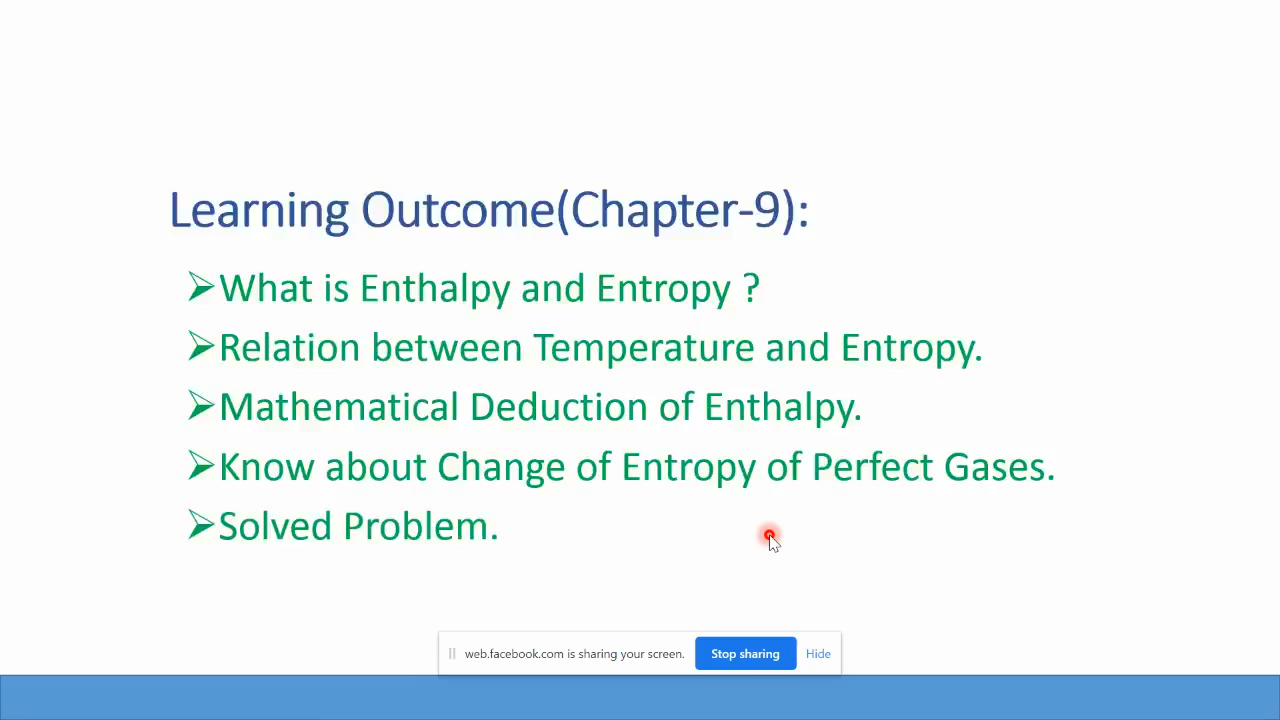 Learning Outcome(Chapter-9):
➢What is Enthalpy and Entropy ?
➢Relation between Temperature and Entropy.
➢Mathematical Deduction of Enthalpy.
➢Know about Change of Entropy of Perfect Gases.
➢Solved Problem.
web.facebook.com is sharing your screen. Stop sharing Hide